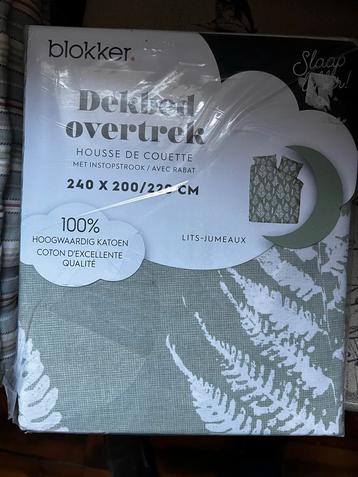 blokker.
Slaap
Dekbed
overtrek
HOUSSE DE COUETTE
MET INSTOPSTROOK / AVEC RABAT
240 X 200/220 CM
100%
HOOGWAARDIG KATOEN
COTON D'EXCELLENTE
QUALITÉ
LITS-JUMEAUX